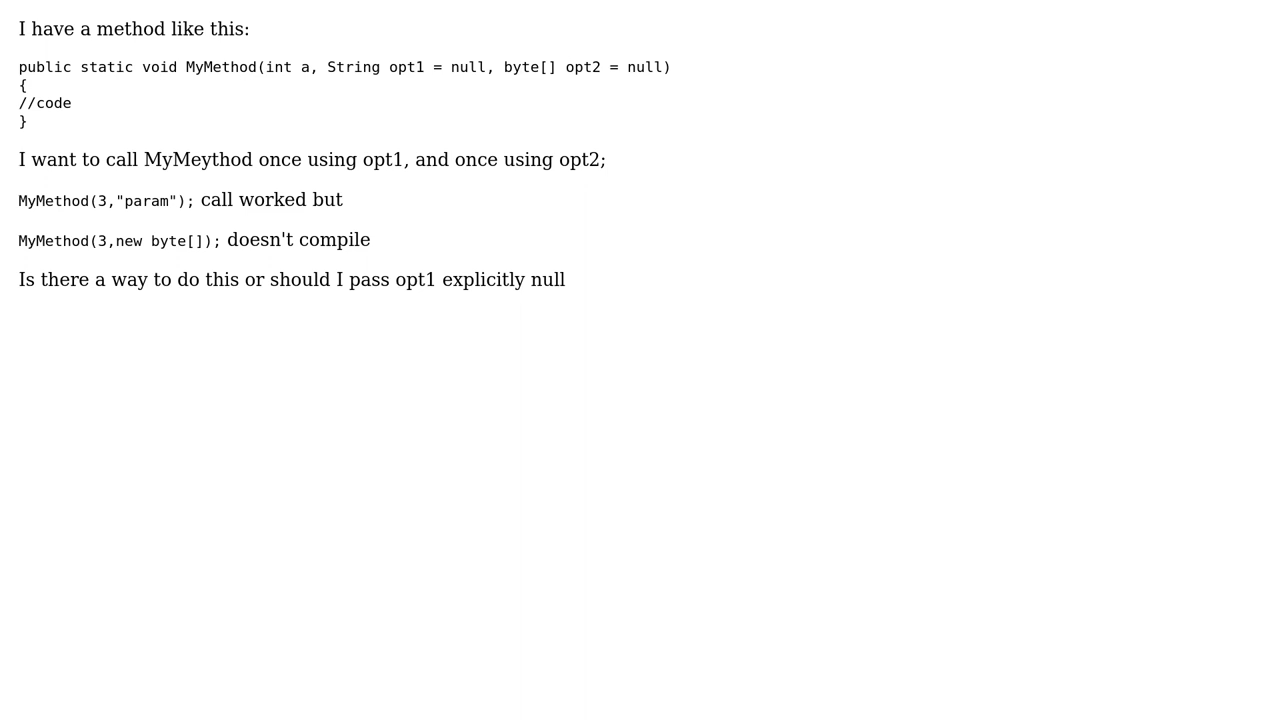 I have a method like this:
public static void MyMethod(int a, String opt1 = null, byte[] opt2 = null)
{
//code
}
I want to call MyMeythod once using opt1, and once using opt2;
MyMethod(3,"param"); call worked but
MyMethod(3,new byte[]); doesn't compile
Is there a way to do this or should I pass opt1 explicitly null